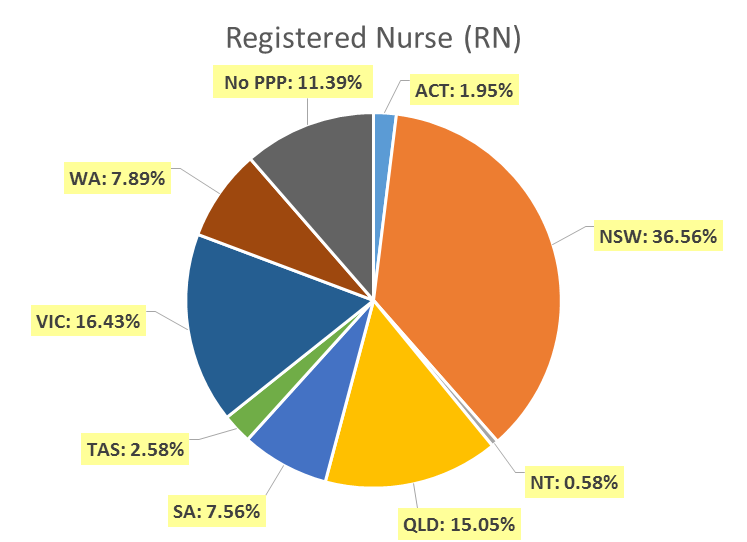 Registered Nurse (RN)
No PPP: 11.39%
ACT: 1.95%
WA: 7.89%
NSW: 36.56%
VIC: 16.43%
TAS: 2.58%
NT: 0.58%
SA: 7.56%
QLD: 15.05%